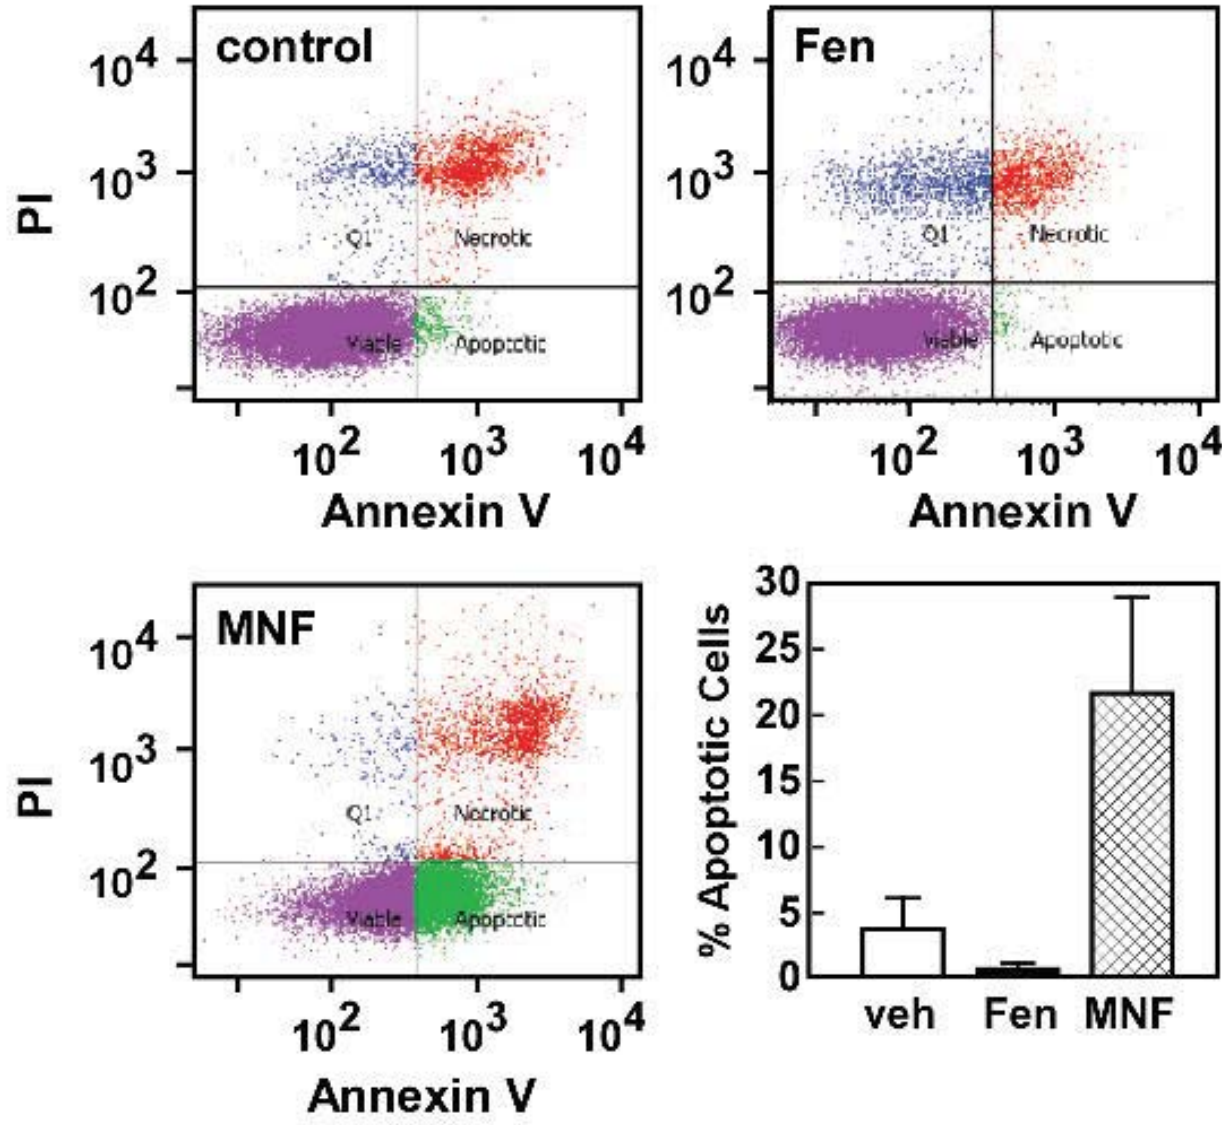 control
10^4
10^3
10^2
PI
Q1
Necrotic
Viable
Apoptotic
10^2
10^3
10^4
Annexin V
Fen
10^4
10^3
10^2
Q1
Necrotic
Viable
Apoptotic
10^2
10^3
10^4
Annexin V
MNF
10^4
10^3
10^2
PI
Q1
Necrotic
Viable
Apoptotic
10^2
10^3
10^4
Annexin V
30
25
20
15
10
5
0
% Apoptotic Cells
veh Fen MNF